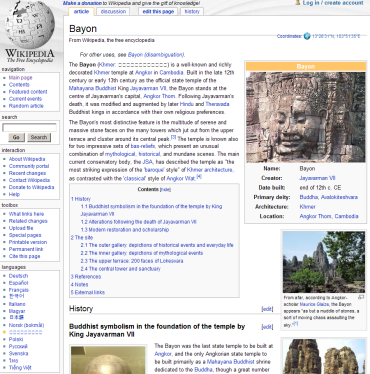 Make a donation to Wikipedia and give the gift of knowledge!
Log in / create account
article
discussion
edit this page
history
Bayon
From Wikipedia, the free encyclopedia
For other uses, see Bayon (disambiguation).
The Bayon (Khmer: ) is a well-known and richly
decorated Khmer temple at Angkor in Cambodia. Built in the late 12th
century or early 13th century as the official state temple of the
Mahayana Buddhist King Jayavarman VII, the Bayon stands at the
centre of Jayavarman's capital, Angkor Thom. Following Jayavarman's
death, it was modified and augmented by later Hindu and Theravada
Buddhist kings in accordance with their own religious preferences.
The Bayon's most distinctive feature is the multitude of serene and
massive stone faces on the many towers which jut out from the upper
terrace and cluster around its central peak.
The temple is known also
for two impressive sets of bas-reliefs, which present an unusual
combination of mythological, historical, and mundane scenes. The main
current conservatory body, the JSA, has described the temple as "the
most striking expression of the 'baroque' style" of Khmer architecture,
as contrasted with the 'classical' style of Angkor Wat.[4]
Contents [hide]
1 History
1.1 Buddhist symbolism in the foundation of the temple by King
Jayavarman VII
1.2 Alterations following the death of Jayavarman VII
1.3 Modern restoration and scholarship
2 The site
2.1 The outer gallery: depictions of historical events and everyday life
2.2 The inner gallery: depictions of mythological events
2.3 The upper terrace: 200 faces of Lokesvara
2.4 The central tower and sanctuary
3 References
4 Notes
5 External links
History
[edit]
Buddhist symbolism in the foundation of the temple by
King Jayavarman VII
[edit]
The Bayon was the last state temple to be built at
Angkor, and the only Angkorian state temple to
be built primarily as a Mahayana Buddhist shrine
dedicated to the Buddha, though a great number
Coordinates:
Bayon
Name: Bayon
Creator: Jayavarman VII
Date built: end of 12th c. CE
Primary deity: Buddha, Avalokiteshvara
Architecture: Khmer
Location: Angkor Thom, Cambodia
From afar, according to Angkor-
scholar Maurice Glaize, the Bayon
appears "as but a muddle of stones, a
sort of moving chaos assaulting the
sky."
WIKIPEDIA
The Free Encyclopedia
navigation
Main page
Contents
Featured content
Current events
Random article
search
Go
Search
interaction
About Wikipedia
Community portal
Recent changes
Contact Wikipedia
Donate to Wikipedia
Help
toolbox
What links here
Related changes
Upload file
Special pages
Printable version
Permanent link
Cite this page
languages
Deutsch
Español
Français
한국어
Italiano
Magyar
日本語
Norsk (bokmål)
Polski
Русский
Svenska
ไทย
Tiếng Việt